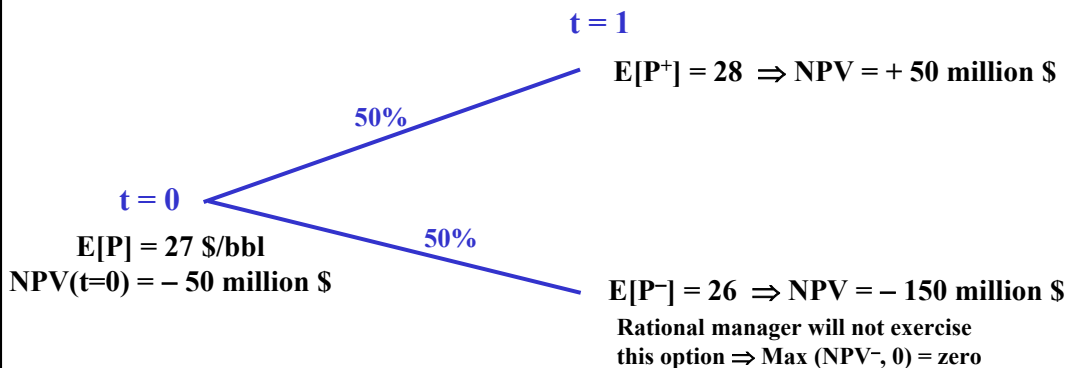 t = 1
E[P⁺] = 28 ⇒ NPV = + 50 million $
50%
t = 0
E[P] = 27 $/bbl
NPV(t=0) = – 50 million $
50%
E[P⁻] = 26 ⇒ NPV = – 150 million $
Rational manager will not exercise
this option ⇒ Max (NPV⁻, 0) = zero